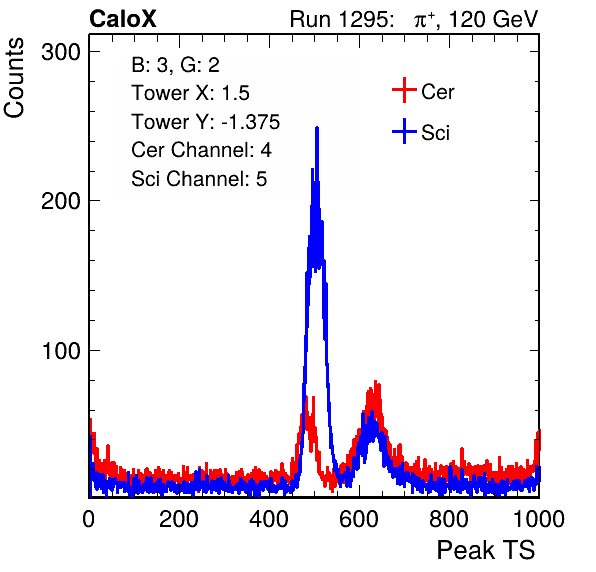 CaloX Run 1295: π⁺, 120 GeV
B: 3, G: 2
Tower X: 1.5
Tower Y: -1.375
Cer Channel: 4
Sci Channel: 5
Cer
Sci
Counts
300
200
100
0 200 400 600 800 1000
Peak TS